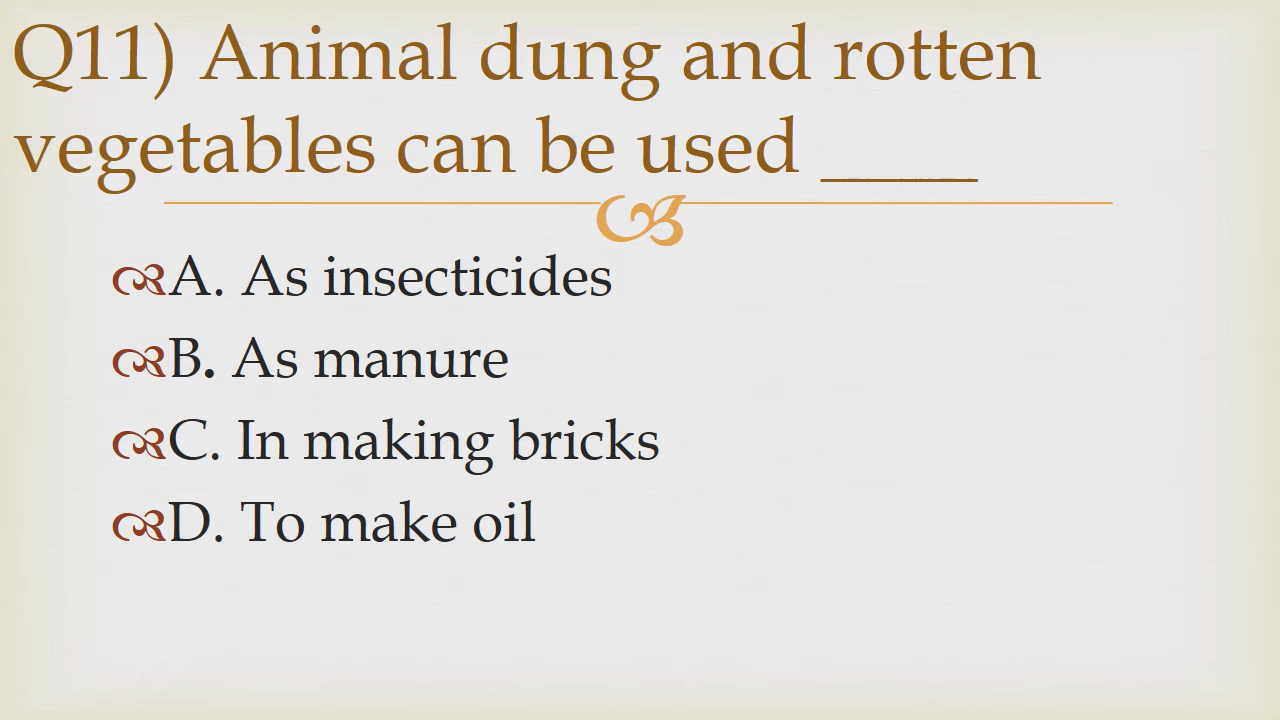 Q11) Animal dung and rotten
vegetables can be used _____
A. As insecticides
B. As manure
C. In making bricks
D. To make oil